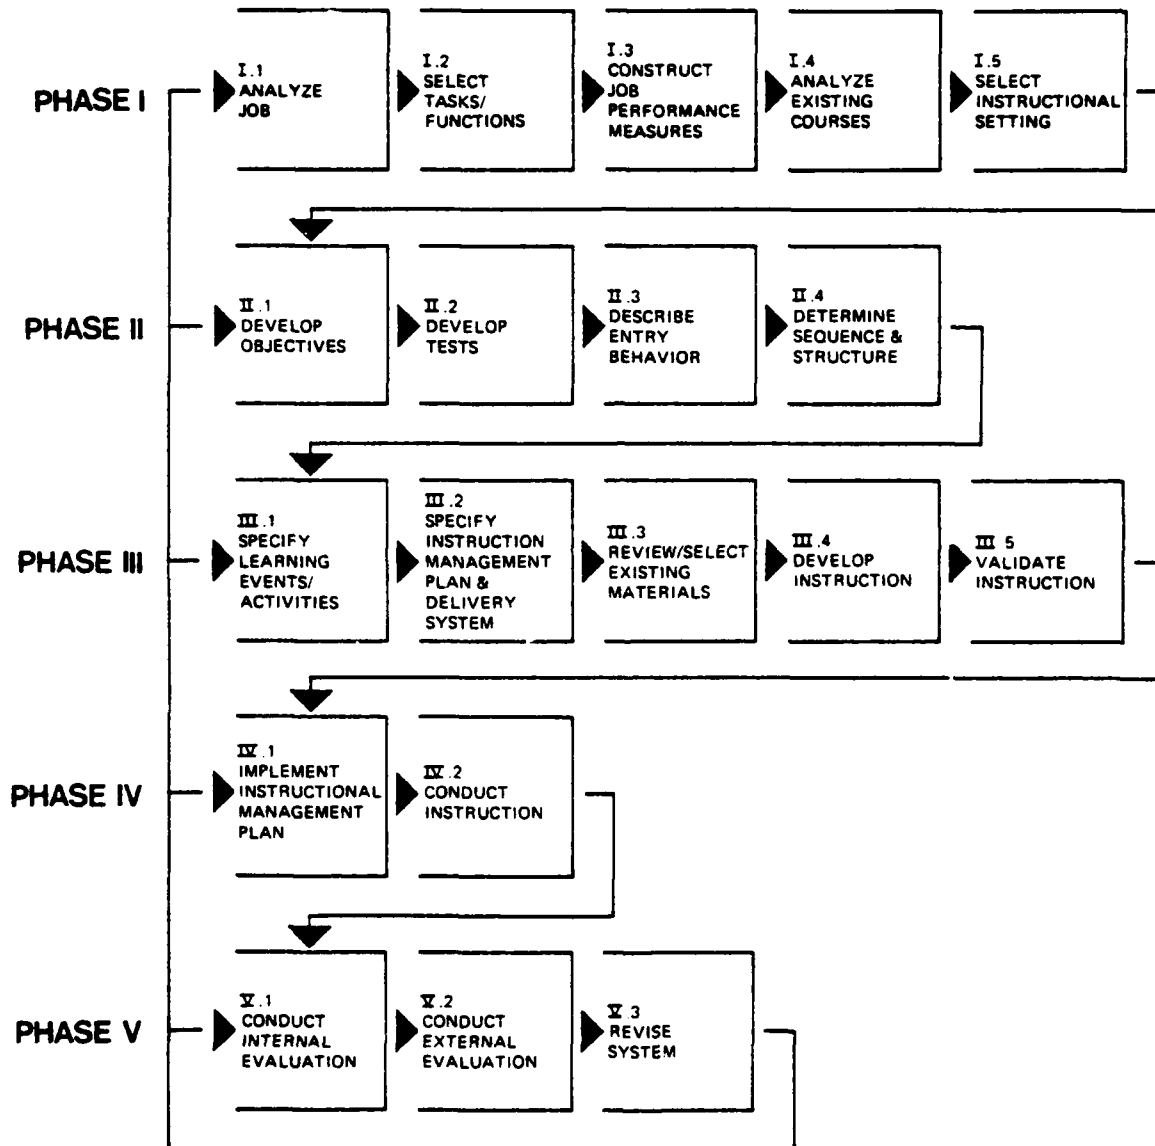 PHASE I
I.1
ANALYZE
JOB
I.2
SELECT
TASKS/
FUNCTIONS
I.3
CONSTRUCT
JOB
PERFORMANCE
MEASURES
I.4
ANALYZE
EXISTING
COURSES
I.5
SELECT
INSTRUCTIONAL
SETTING
PHASE II
II.1
DEVELOP
OBJECTIVES
II.2
DEVELOP
TESTS
II.3
DESCRIBE
ENTRY
BEHAVIOR
II.4
DETERMINE
SEQUENCE &
STRUCTURE
PHASE III
III.1
SPECIFY
LEARNING
EVENTS/
ACTIVITIES
III.2
SPECIFY
INSTRUCTION
MANAGEMENT
PLAN &
DELIVERY
SYSTEM
III.3
REVIEW/SELECT
EXISTING
MATERIALS
III.4
DEVELOP
INSTRUCTION
III 5
VALIDATE
INSTRUCTION
PHASE IV
IV.1
IMPLEMENT
INSTRUCTIONAL
MANAGEMENT
PLAN
IV.2
CONDUCT
INSTRUCTION
PHASE V
V.1
CONDUCT
INTERNAL
EVALUATION
V.2
CONDUCT
EXTERNAL
EVALUATION
V.3
REVISE
SYSTEM